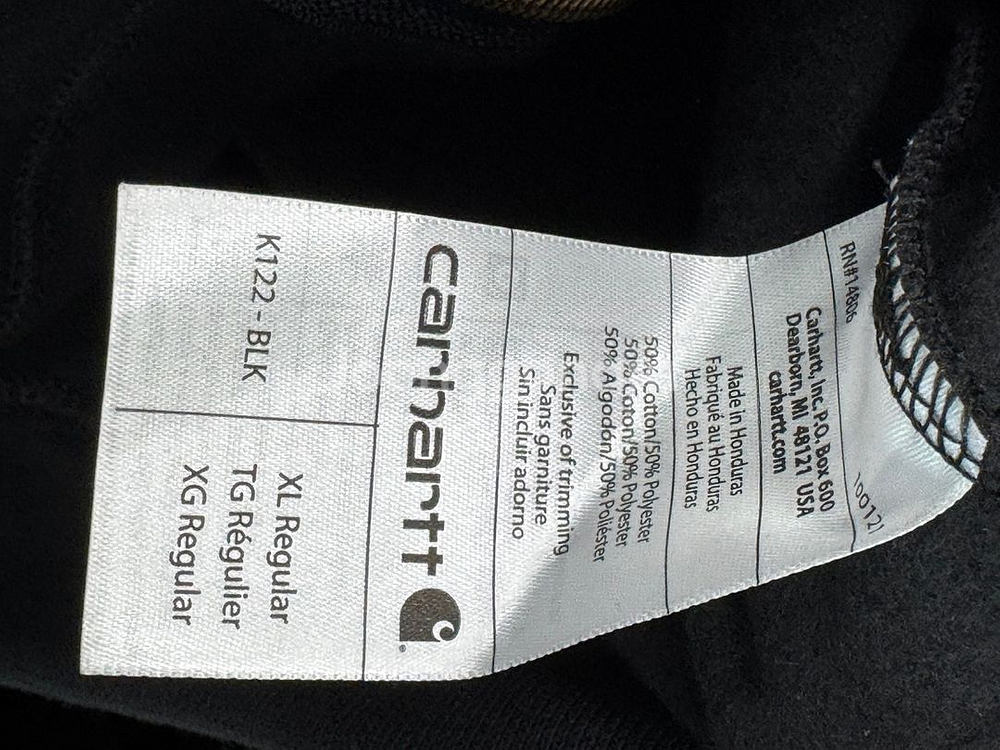 RN#14806
Carhartt, Inc. P.O. Box 600
Dearborn, MI 48121 USA
carhartt.com
Made in Honduras
Fabriqué au Honduras
Hecho en Honduras
50% Cotton/50% Polyester
50% Coton/50% Polyester
50% Algodón/50% Poliéster
Exclusive of trimming
Sans garniture
Sin incluir adorno
carhartt
K122 - BLK
XL Regular
TG Régulier
XG Regular